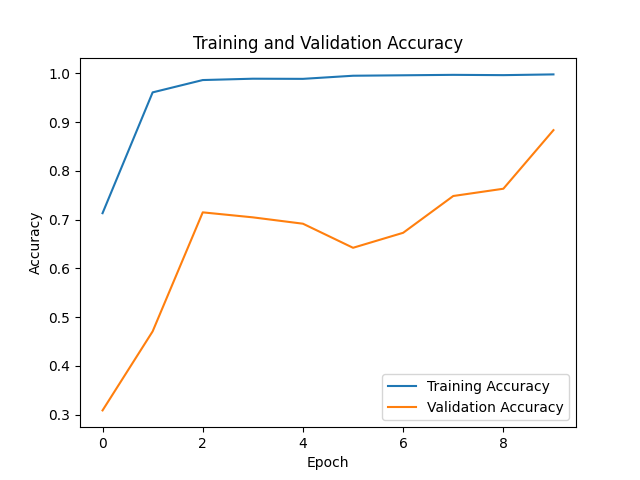 Training and Validation Accuracy
1.0
0.9
0.8
0.7
0.6
0.5
0.4
0.3
Accuracy
0 2 4 6 8
Epoch
Training Accuracy
Validation Accuracy